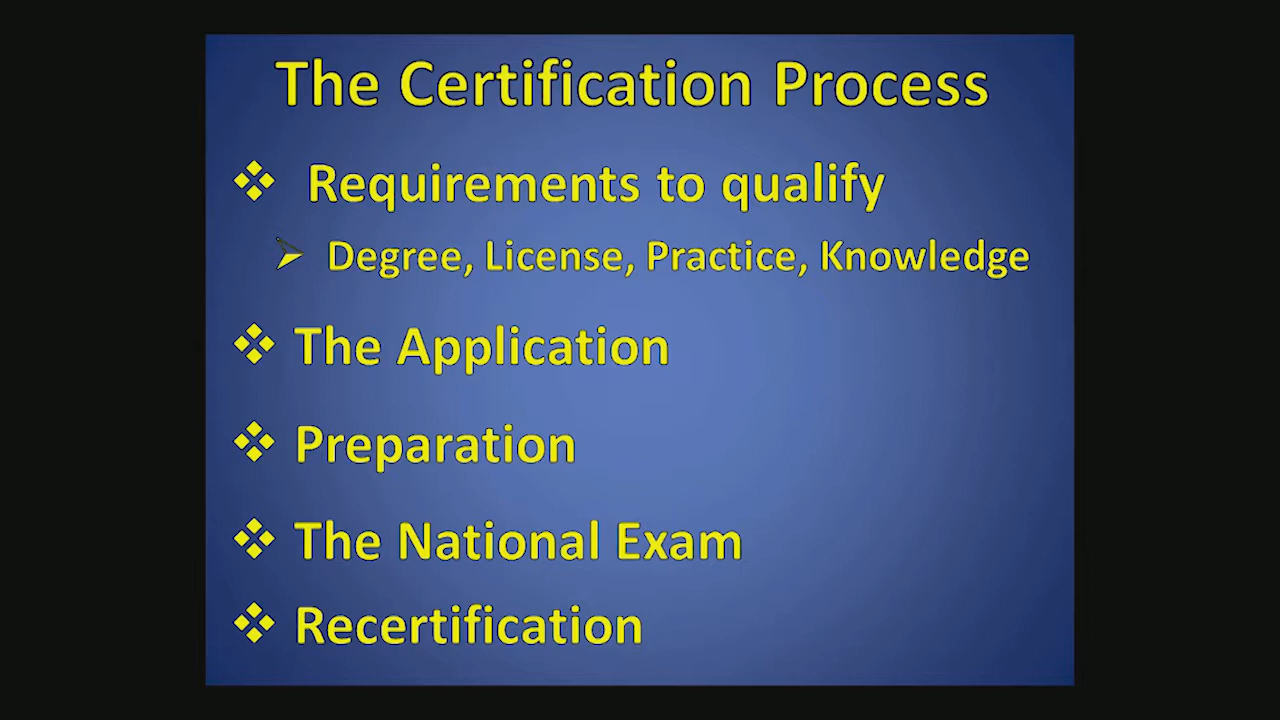 The Certification Process
Requirements to qualify
Degree, License, Practice, Knowledge
The Application
Preparation
The National Exam
Recertification